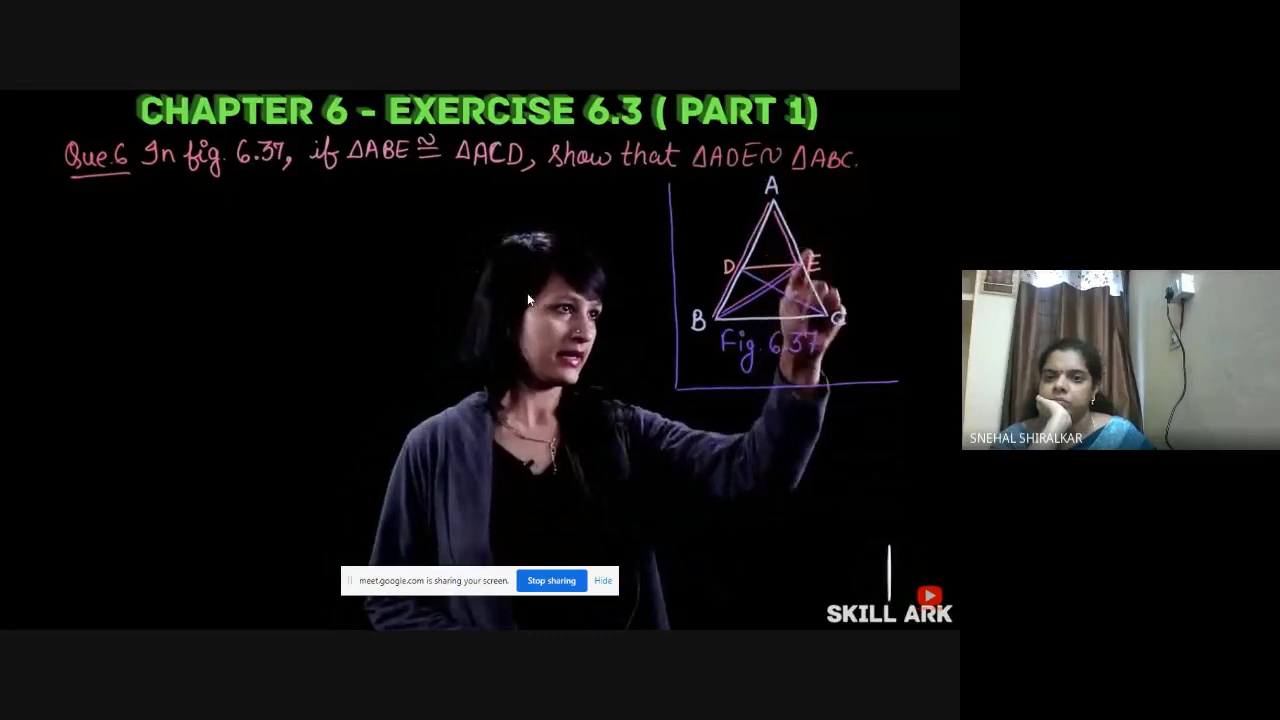 CHAPTER 6 - EXERCISE 6.3 ( PART 1)
Que.6 In fig. 6.37, if ΔABE ≅ ΔACD, show that ΔADE ~ ΔABC.
A
D E
B C
Fig. 6.37
SNEHAL SHIRALKAR
meet.google.com is sharing your screen. Stop sharing Hide
SKILL ARK